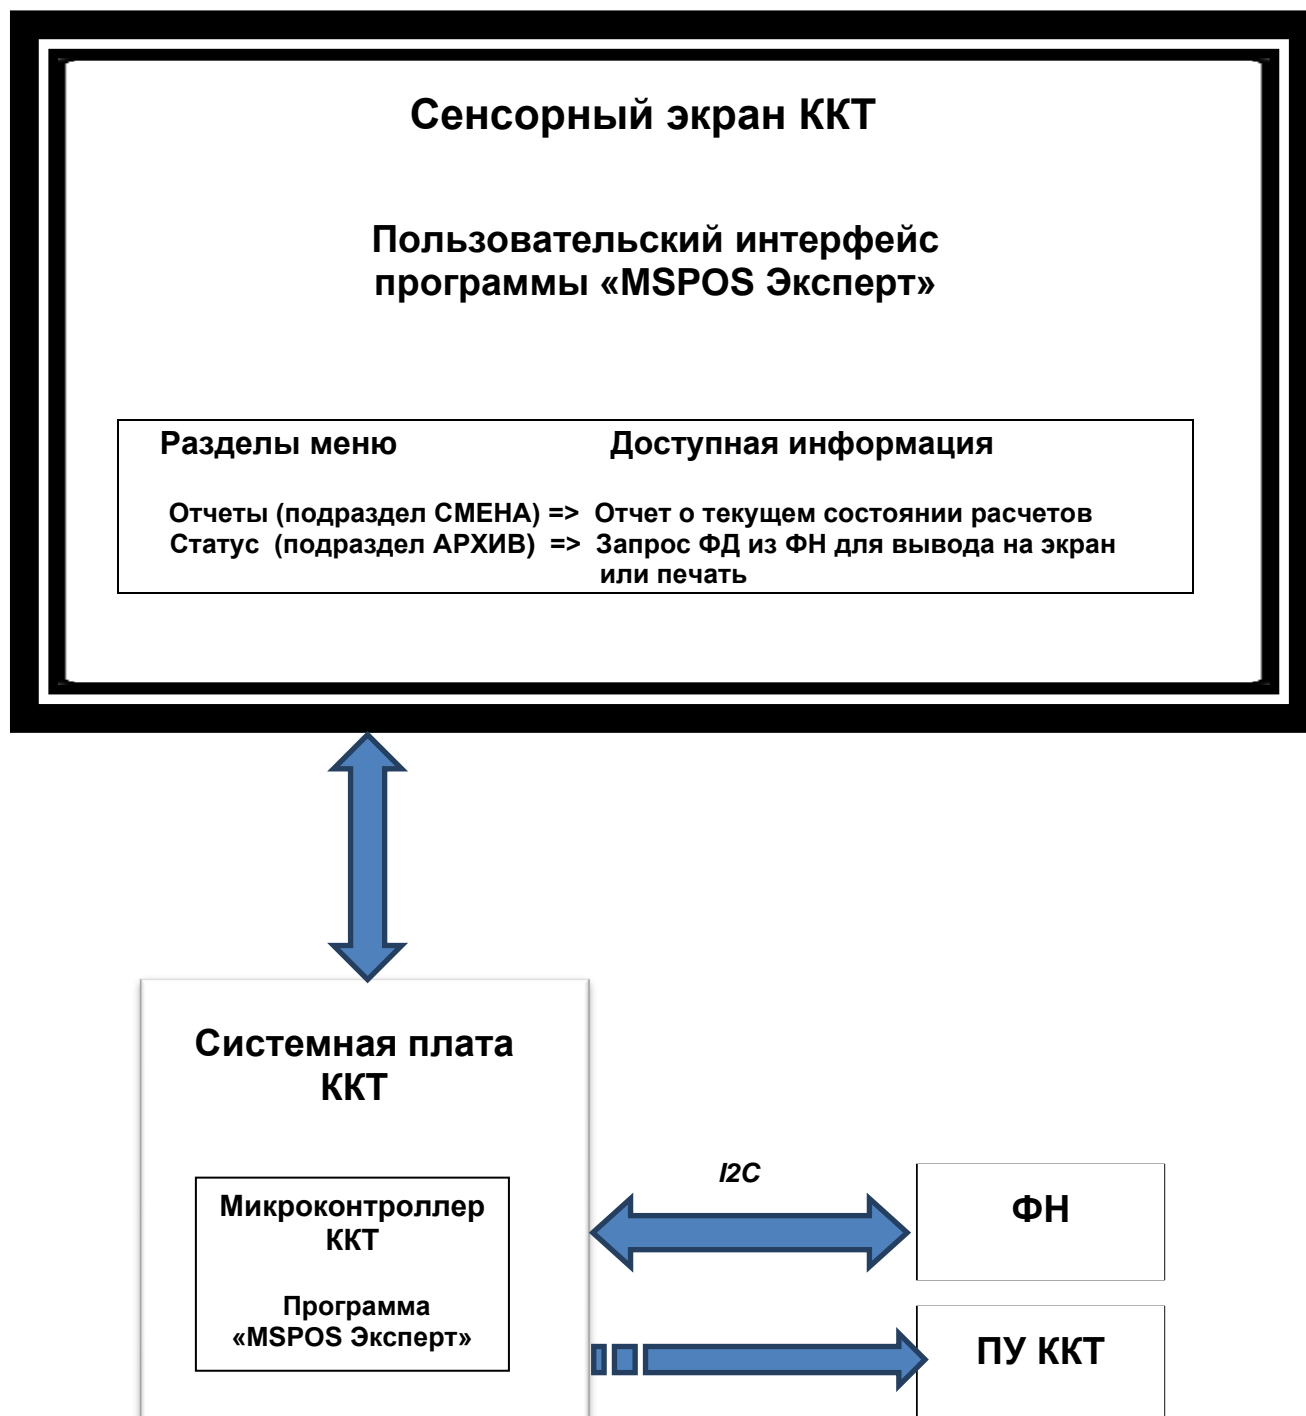 Сенсорный экран ККТ
Пользовательский интерфейс
программы «MSPOS Эксперт»
Разделы меню Доступная информация
Отчеты (подраздел СМЕНА) => Отчет о текущем состоянии расчетов
Статус (подраздел АРХИВ) => Запрос ФД из ФН для вывода на экран
или печать
Системная плата
ККТ
Микроконтроллер
ККТ
Программа
«MSPOS Эксперт»
I2C
ФН
ПУ ККТ